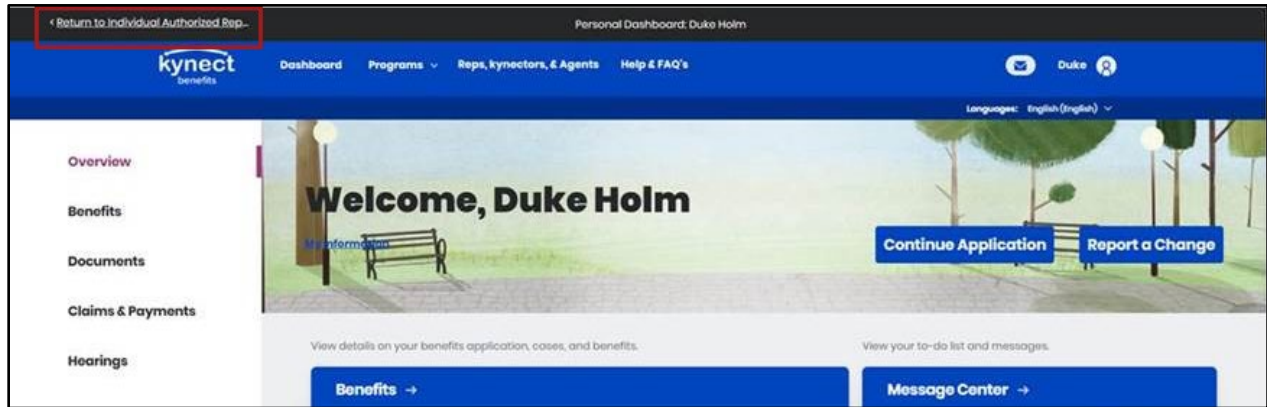 < Return to Individual Authorized Rep...
Personal Dashboard: Duke Holm
kynect
benefits
Dashboard Programs Reps, kynectors, & Agents Help & FAQ's
Duke
Languages: English (English)
Overview
Benefits
Documents
Claims & Payments
Hearings
Welcome, Duke Holm
My Information
Continue Application
Report a Change
View details on your benefits application, cases, and benefits.
Benefits →
View your to-do list and messages.
Message Center →